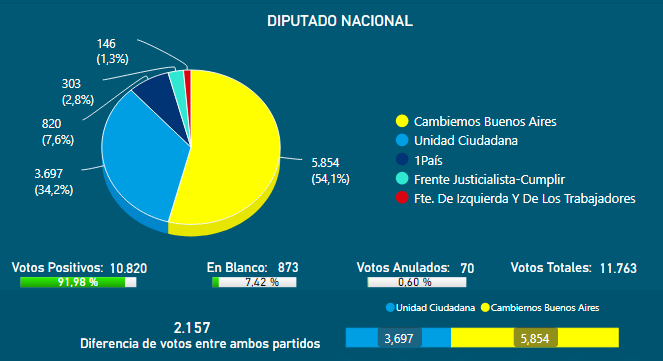 DIPUTADO NACIONAL
146
(1,3%)
303
(2,8%)
820
(7,6%)
3.697
(34,2%)
5.854
(54,1%)
Cambiemos Buenos Aires
Unidad Ciudadana
1País
Frente Justicialista-Cumplir
Fte. De Izquierda Y De Los Trabajadores
Votos Positivos: 10.820
91,98 %
En Blanco: 873
7,42 %
Votos Anulados: 70
0,60 %
Votos Totales: 11.763
Unidad Ciudadana Cambiemos Buenos Aires
2.157
Diferencia de votos entre ambos partidos
3,697 5,854